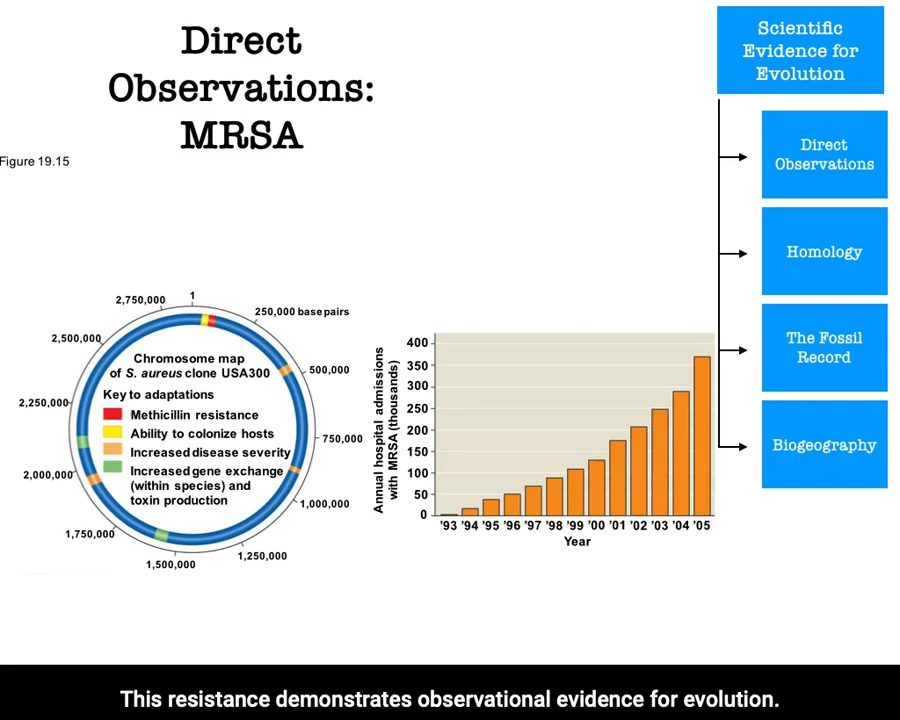 Direct
Observations:
MRSA
Figure 19.15
Scientific
Evidence for
Evolution
Direct
Observations
Homology
The Fossil
Record
Biogeography
1
250,000 base pairs
500,000
750,000
1,000,000
1,250,000
1,500,000
1,750,000
2,000,000
2,250,000
2,500,000
2,750,000
Chromosome map
of S. aureus clone USA300
Key to adaptations
Methicillin resistance
Ability to colonize hosts
Increased disease severity
Increased gene exchange
(within species) and
toxin production
Annual hospital admissions
with MRSA (thousands)
400
350
300
250
200
150
100
50
0
'93 '94 '95 '96 '97 '98 '99 '00 '01 '02 '03 '04 '05
Year
This resistance demonstrates observational evidence for evolution.